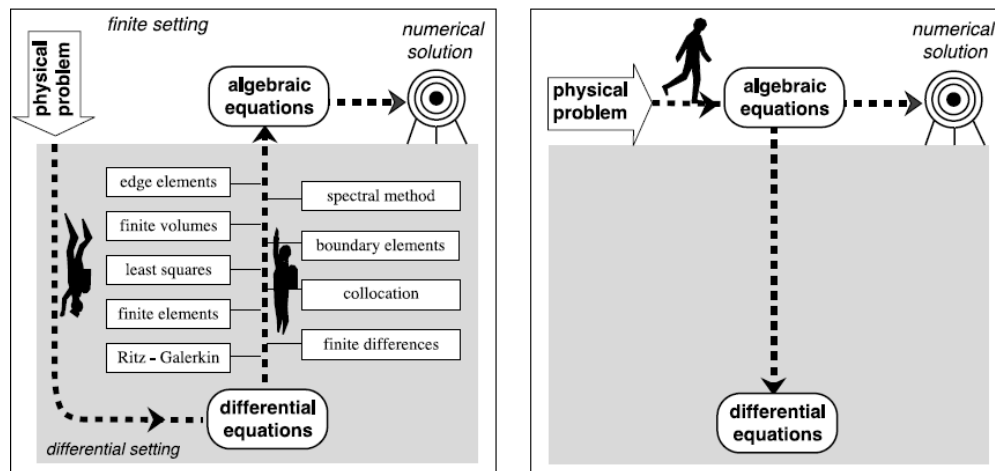 finite setting
numerical
solution
physical
problem
algebraic
equations
edge elements
spectral method
finite volumes
boundary elements
least squares
collocation
finite elements
finite differences
Ritz - Galerkin
differential
equations
differential setting
numerical
solution
physical
problem
algebraic
equations
differential
equations